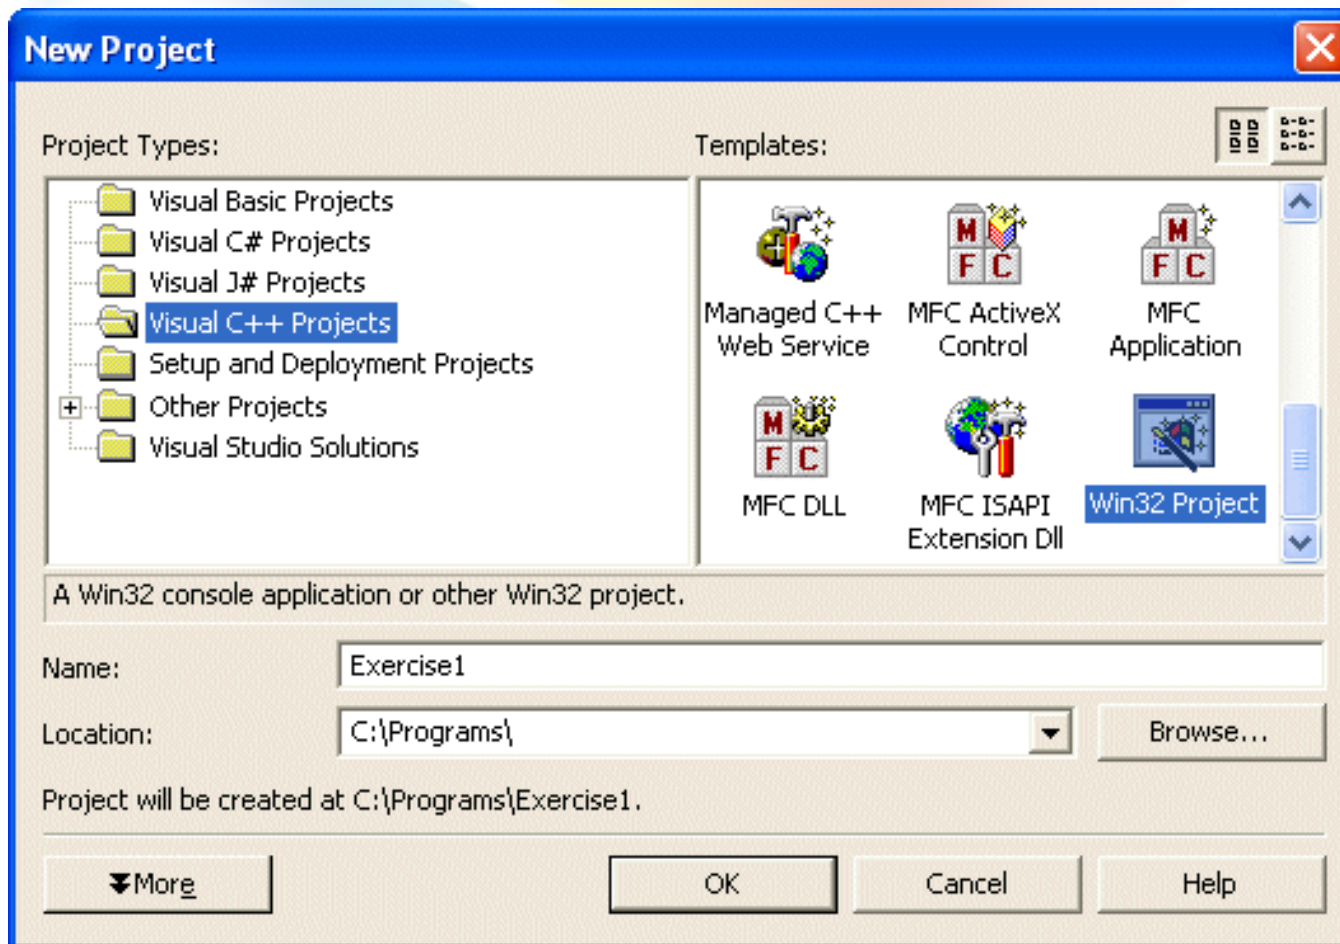 New Project
Project Types:
Templates:
Visual Basic Projects
Visual C# Projects
Visual J# Projects
Visual C++ Projects
Setup and Deployment Projects
Other Projects
Visual Studio Solutions
Managed C++
Web Service
MFC ActiveX
Control
MFC
Application
MFC DLL
MFC ISAPI
Extension Dll
Win32 Project
A Win32 console application or other Win32 project.
Name:
Exercise1
Location:
C:\Programs\
Browse...
Project will be created at C:\Programs\Exercise1.
More
OK
Cancel
Help